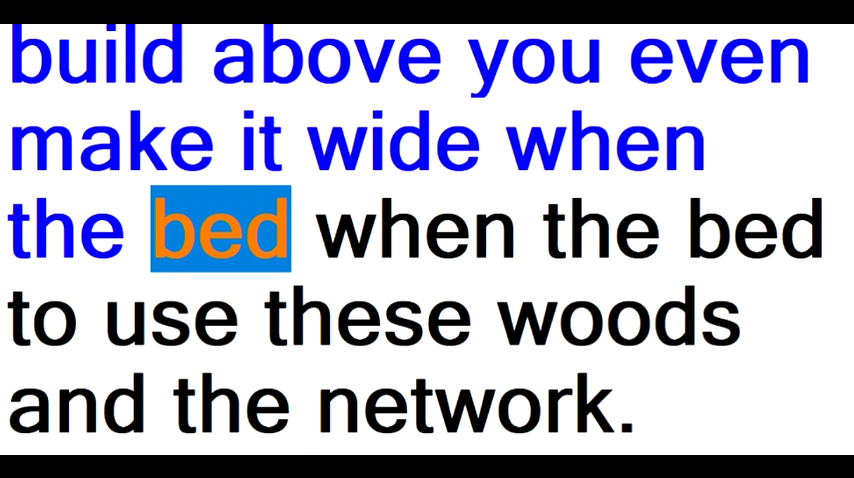 build above you even
make it wide when
the bed when the bed
to use these woods
and the network.